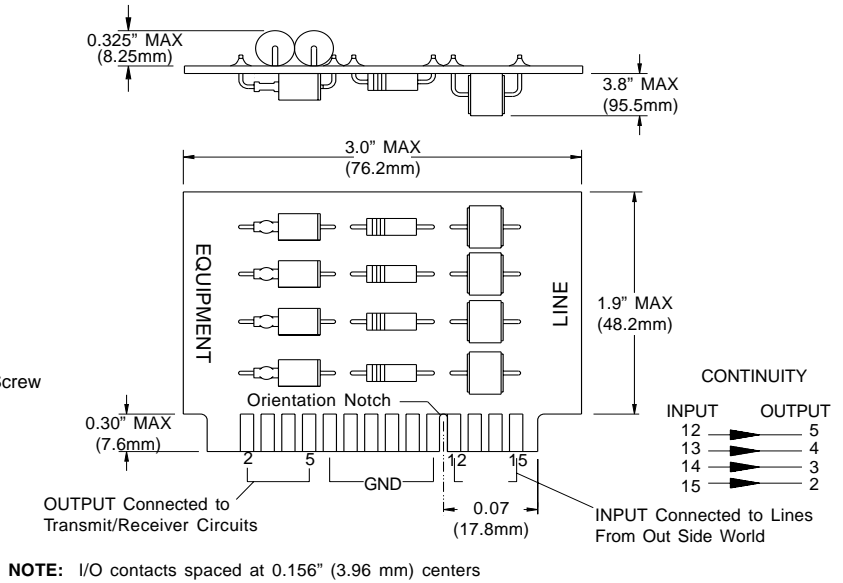 0.325" MAX
(8.25mm)
3.8" MAX
(95.5mm)
3.0" MAX
(76.2mm)
EQUIPMENT
LINE
1.9" MAX
(48.2mm)
Screw
Orientation Notch
0.30" MAX
(7.6mm)
2 5 12 15
GND
0.07
(17.8mm)
OUTPUT Connected to
Transmit/Receiver Circuits
INPUT Connected to Lines
From Out Side World
CONTINUITY
INPUT OUTPUT
12 5
13 4
14 3
15 2
NOTE: I/O contacts spaced at 0.156" (3.96 mm) centers